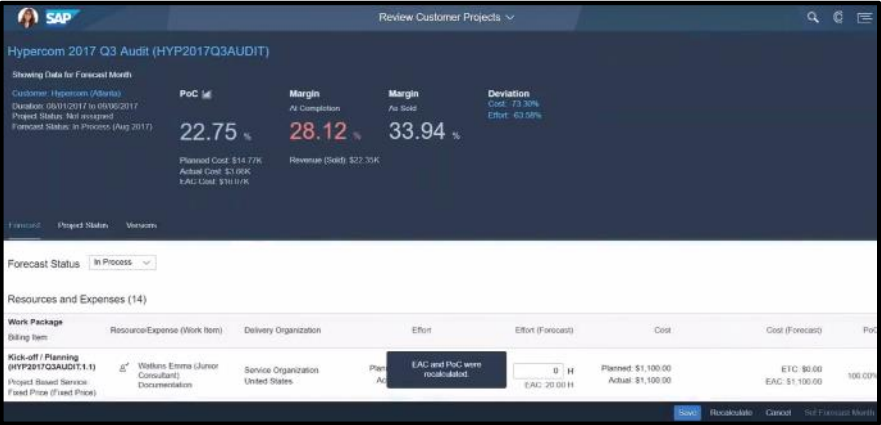 SAP
Review Customer Projects
Hypercom 2017 Q3 Audit (HYP2017Q3AUDIT)
Showing Data for Forecast Month
Customer: Hypercom (Atlanta)
Duration: 08/01/2017 to 09/06/2017
Project Status: Not assigned
Forecast Status: In Process (Aug 2017)
PoC
22.75 %
Planned Cost: $14.77K
Actual Cost: $3.66K
EAC Cost: $16.07K
Margin
At Completion
28.12 %
Revenue (Sold): $22.35K
Margin
As Sold
33.94 %
Deviation
Cost: 73.30%
Effort: -63.58%
Forecast Project Status Versions
Forecast Status In Process
Resources and Expenses (14)
Work Package
Billing Item
Resource/Expense (Work Item) Delivery Organization Effort Effort (Forecast) Cost Cost (Forecast) PoC
Kick-off / Planning
(HYP2017Q3AUDIT.1.1)
Project Based Service
Fixed Price (Fixed Price)
Watkins Emma (Junior
Consultant)
Documentation
Service Organization
United States
Plan
Ac
EAC and PoC were
recalculated.
0 H
EAC: 20.00 H
Planned: $1,100.00
Actual: $1,100.00
ETC: $0.00
EAC: $1,100.00
100.00%
Save Recalculate Cancel Set Forecast Month